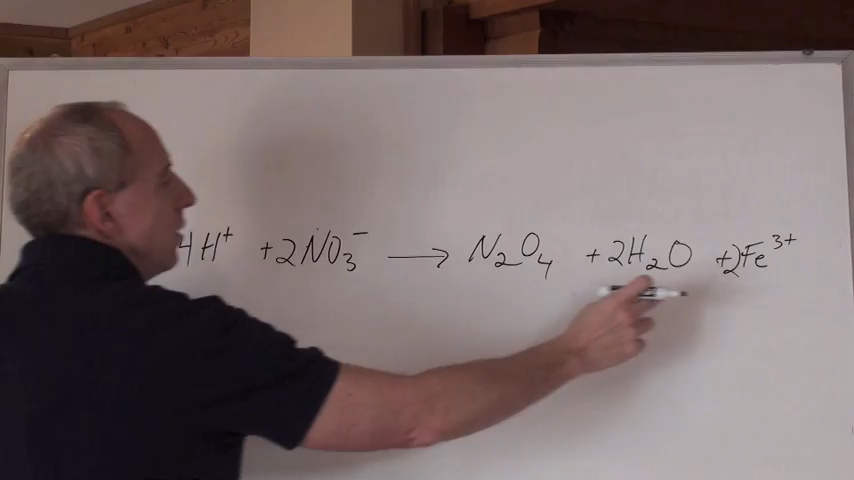 4H⁺ +2NO₃⁻ → N₂O₄ +2H₂O +2Fe³⁺